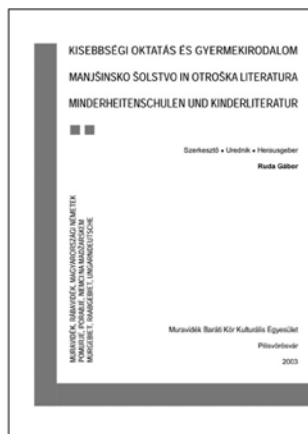 KISEBBSÉGI OKTATÁS ÉS GYERMEKIRODALOM
MANJŠINSKO ŠOLSTVO IN OTROŠKA LITERATURA
MINDERHEITENSCHULEN UND KINDERLITERATUR
Szerkesztő • Urednik • Herausgeber
Ruda Gábor
MURAVIDÉK, RÁBAVIDÉK, MAGYARORSZÁGI NÉMETEK
POMURJE, PORABJE, NEMCI NA MADŽARSKEM
MURGEBIET, RAABGEBIET, UNGARNDEUTSCHE
Muravidék Baráti Kör Kulturális Egyesület
Pilisvörösvár
2003